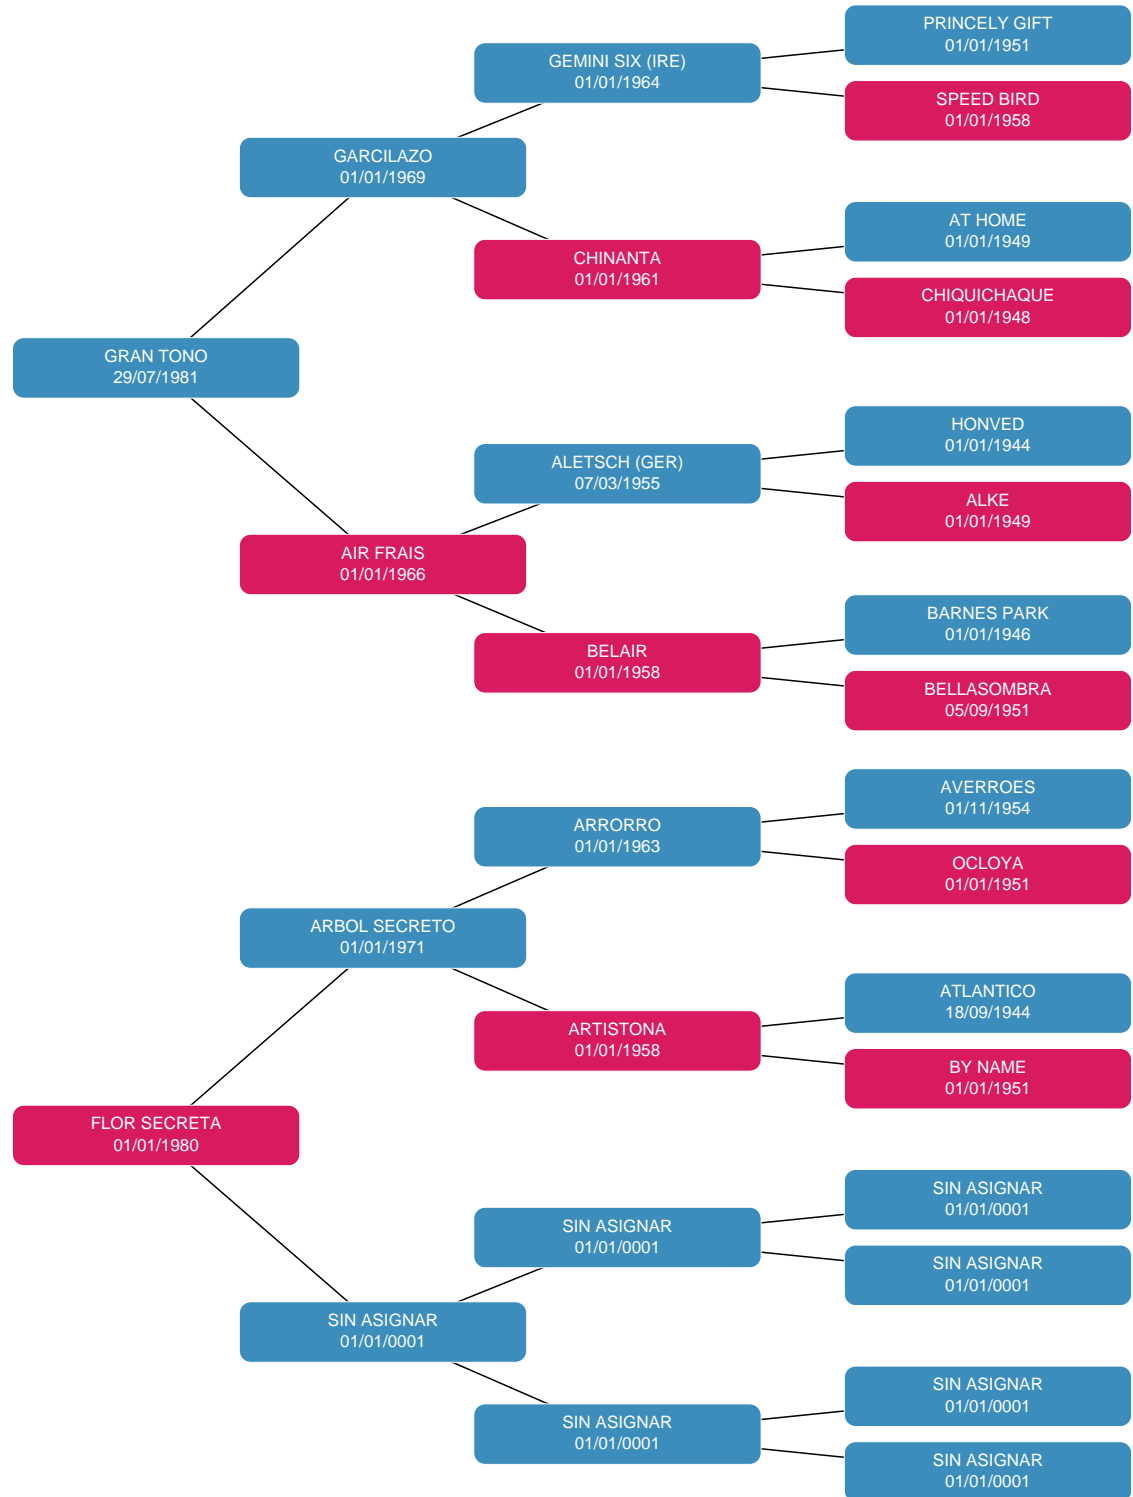 PRINCELY GIFT
01/01/1951
GEMINI SIX (IRE)
01/01/1964
SPEED BIRD
01/01/1958
GARCILAZO
01/01/1969
AT HOME
01/01/1949
CHINANTA
01/01/1961
CHIQUICHAQUE
01/01/1948
GRAN TONO
29/07/1981
HONVED
01/01/1944
ALETSCH (GER)
07/03/1955
ALKE
01/01/1949
AIR FRAIS
01/01/1966
BARNES PARK
01/01/1946
BELAIR
01/01/1958
BELLASOMBRA
05/09/1951
AVERROES
01/11/1954
ARRORRO
01/01/1963
OCLOYA
01/01/1951
ARBOL SECRETO
01/01/1971
ATLANTICO
18/09/1944
ARTISTONA
01/01/1958
BY NAME
01/01/1951
FLOR SECRETA
01/01/1980
SIN ASIGNAR
01/01/0001
SIN ASIGNAR
01/01/0001
SIN ASIGNAR
01/01/0001
SIN ASIGNAR
01/01/0001
SIN ASIGNAR
01/01/0001
SIN ASIGNAR
01/01/0001
SIN ASIGNAR
01/01/0001